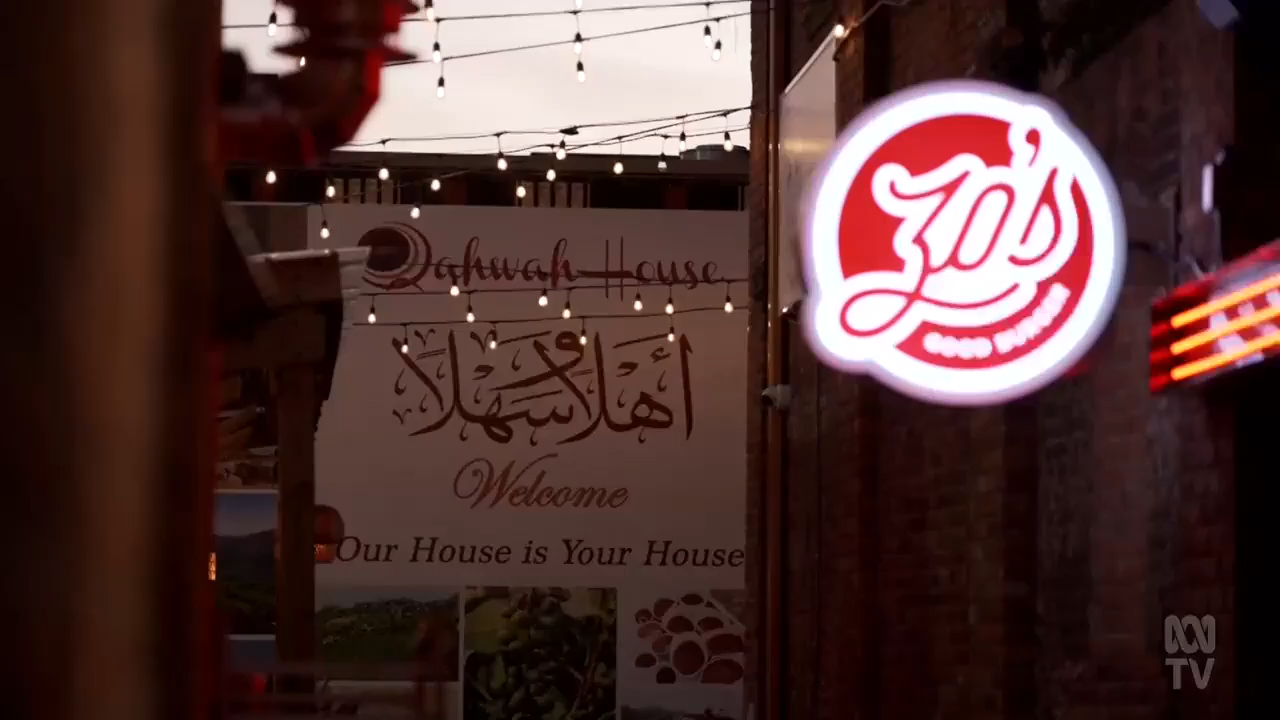 Qahwah House
أهلا وسهلا
Welcome
Our House is Your House
Zo's
GOOD BURGER
ABC
TV